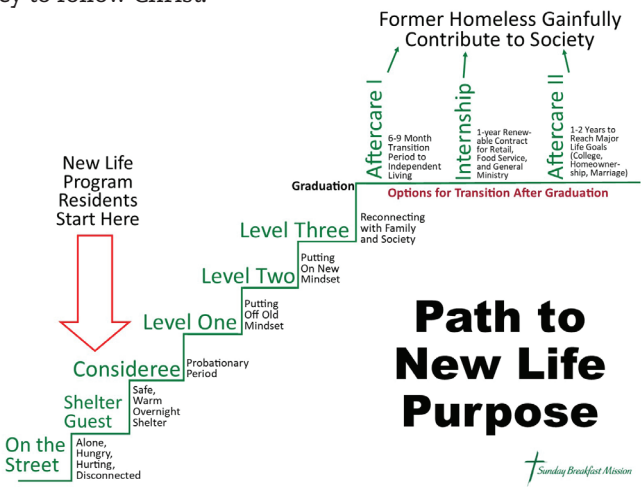 to follow Christ.
Former Homeless Gainfully
Contribute to Society
Aftercare I
6-9 Month
Transition
Period to
Independent
Living
Internship
1-year Renew-
able Contract
for Retail,
Food Service,
and General
Ministry
Aftercare II
1-2 Years to
Reach Major
Life Goals
(College,
Homeowner-
ship, Marriage)
Graduation
Options for Transition After Graduation
New Life
Program
Residents
Start Here
Level Three
Reconnecting
with Family
and Society
Level Two
Putting
On New
Mindset
Level One
Putting
Off Old
Mindset
Consideree
Probationary
Period
Shelter
Guest
Safe,
Warm
Overnight
Shelter
On the
Street
Alone,
Hungry,
Hurting,
Disconnected
Path to
New Life
Purpose
Sunday Breakfast Mission